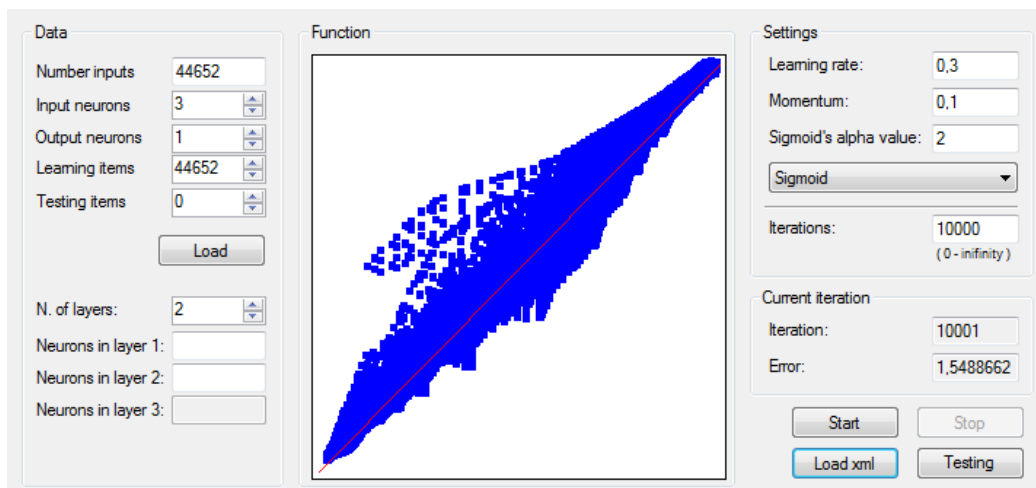 Data
Number inputs 44652
Input neurons 3
Output neurons 1
Learning items 44652
Testing items 0
Load
N. of layers: 2
Neurons in layer 1:
Neurons in layer 2:
Neurons in layer 3:
Function
Settings
Learning rate: 0,3
Momentum: 0,1
Sigmoid's alpha value: 2
Sigmoid
Iterations: 10000
( 0 - inifinity )
Current iteration
Iteration: 10001
Error: 1,5488662
Start Stop
Load xml Testing